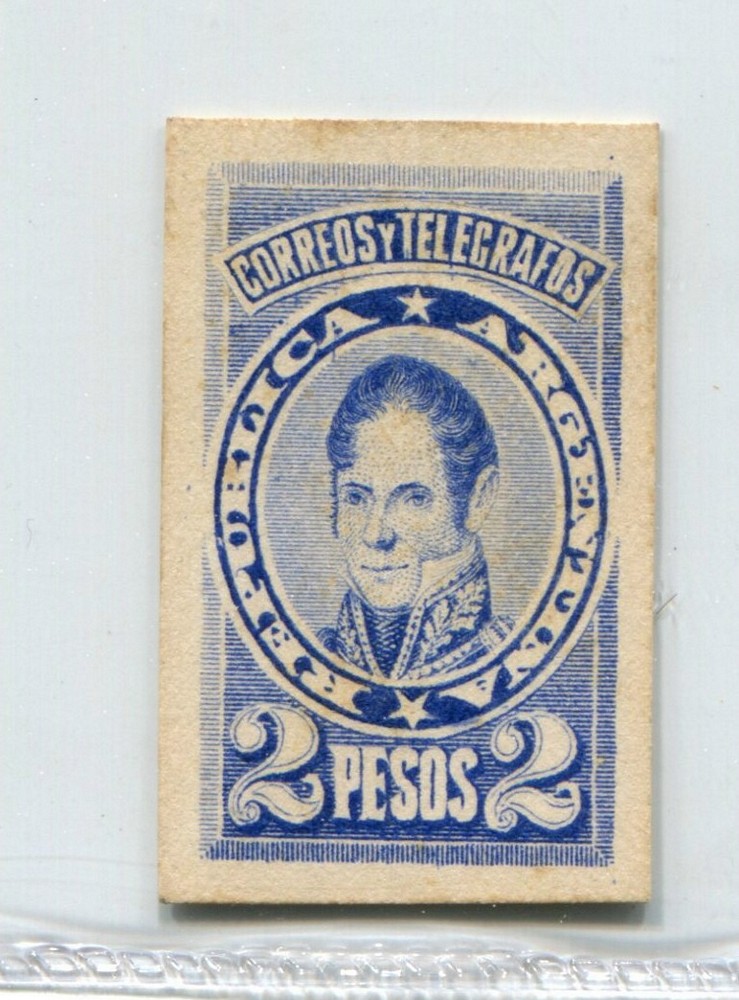 CORREOS Y TELEGRAFOS
REPUBLICA ★ ARGENTINA ★
2 PESOS 2